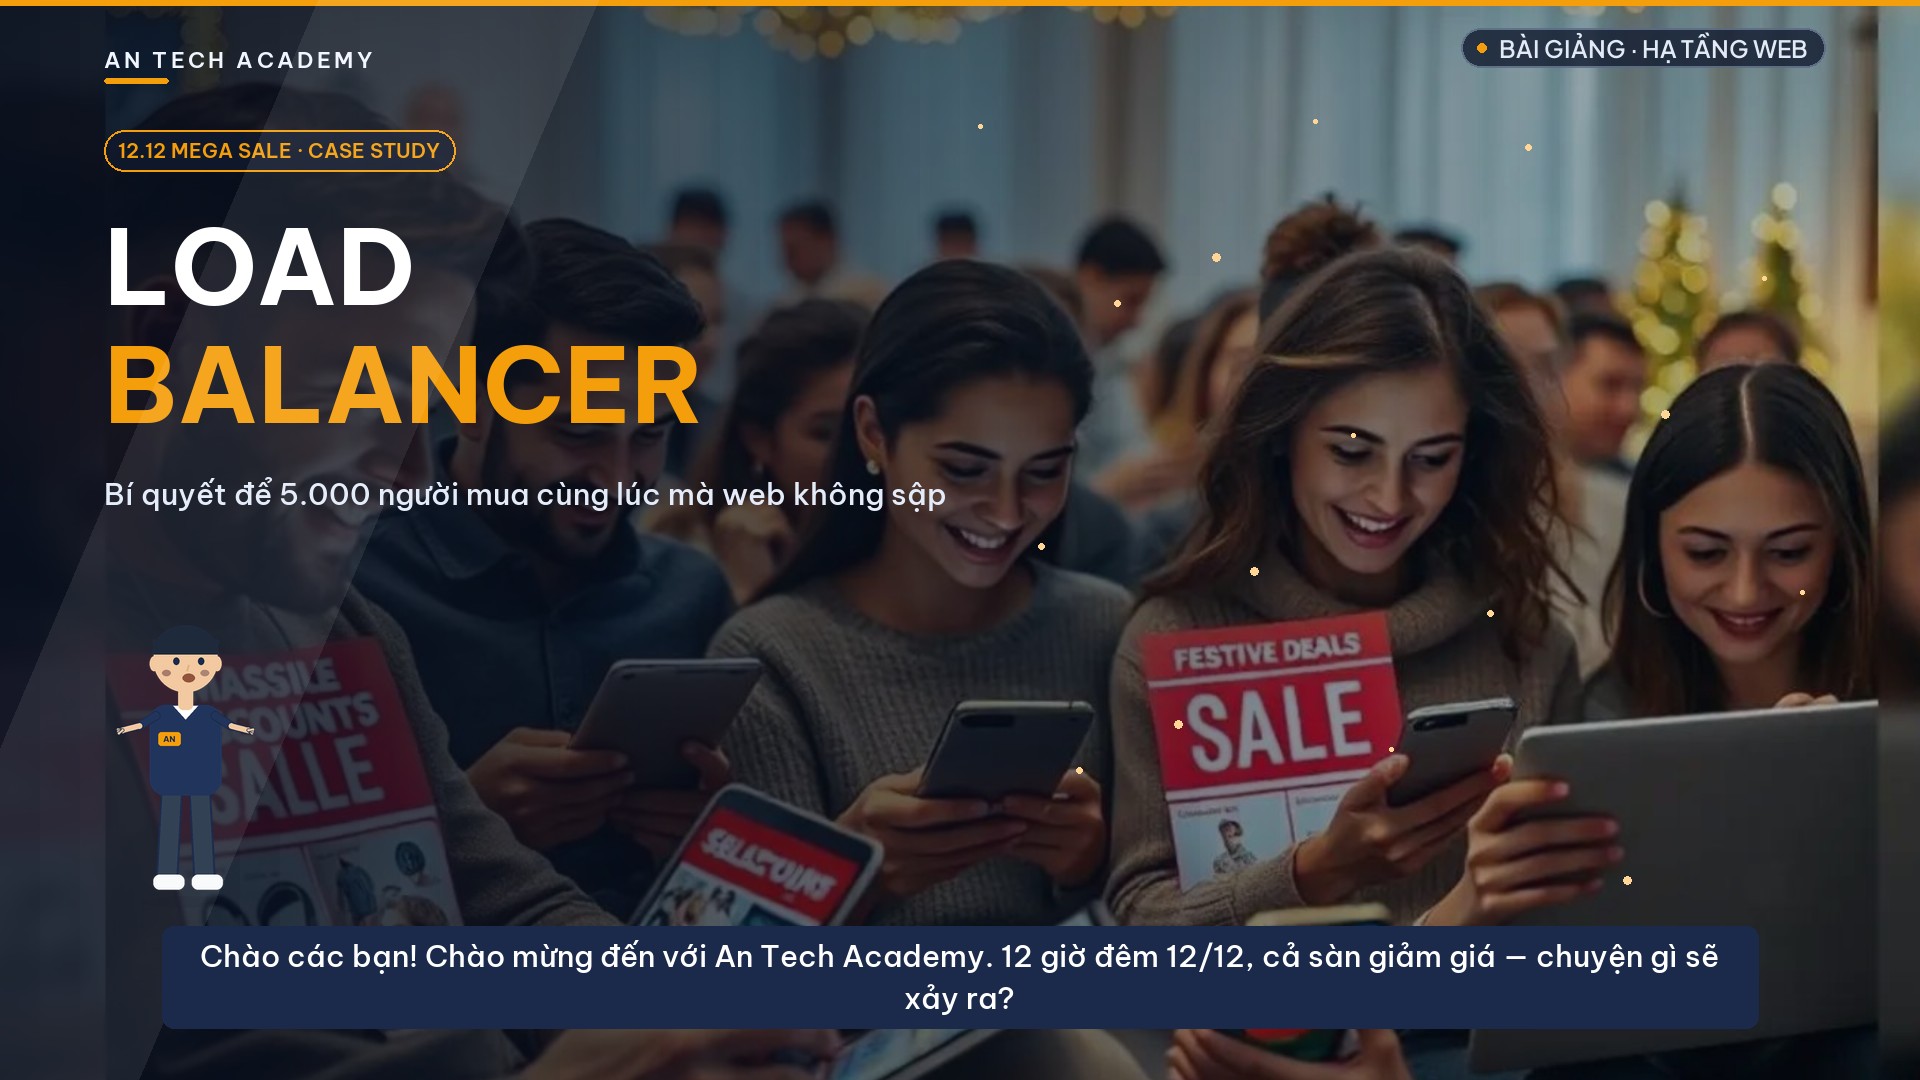 AN TECH ACADEMY
BÀI GIẢNG · HẠ TẦNG WEB
12.12 MEGA SALE · CASE STUDY
LOAD
BALANCER
Bí quyết để 5.000 người mua cùng lúc mà web không sập
FESTIVE DEALS
SALE
MASSILE
COUNTS
SALLE
AN
Chào các bạn! Chào mừng đến với An Tech Academy. 12 giờ đêm 12/12, cả sàn giảm giá — chuyện gì sẽ
xảy ra?